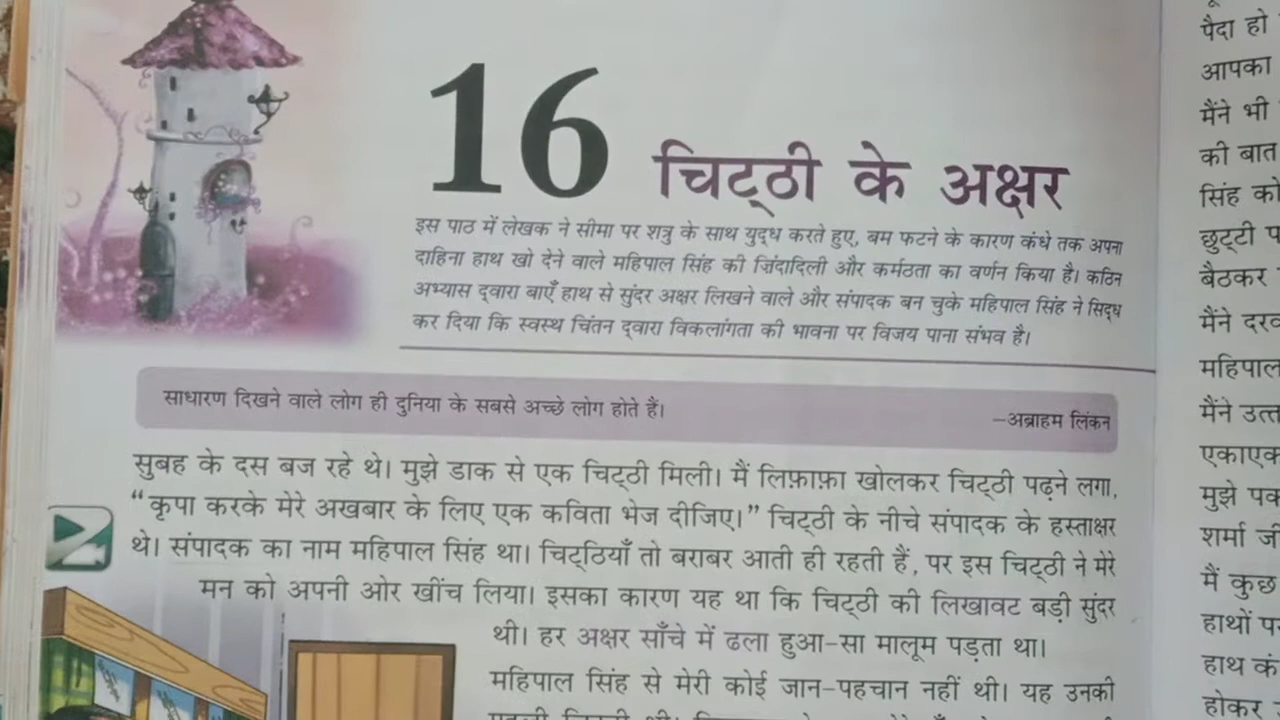 16 चिट्ठी के अक्षर
इस पाठ में लेखक ने सीमा पर शत्रु के साथ युद्ध करते हुए, बम फटने के कारण कंधे तक अपना
दाहिना हाथ खो देने वाले महिपाल सिंह की ज़िंदादिली और कर्मठता का वर्णन किया है। कठिन
अभ्यास द्वारा बाएँ हाथ से सुंदर अक्षर लिखने वाले और संपादक बन चुके महिपाल सिंह ने सिद्ध
कर दिया कि स्वस्थ चिंतन द्वारा विकलांगता की भावना पर विजय पाना संभव है।
साधारण दिखने वाले लोग ही दुनिया के सबसे अच्छे लोग होते हैं।
–अब्राहम लिंकन
सुबह के दस बज रहे थे। मुझे डाक से एक चिट्ठी मिली। मैं लिफ़ाफ़ा खोलकर चिट्ठी पढ़ने लगा,
“कृपा करके मेरे अखबार के लिए एक कविता भेज दीजिए।” चिट्ठी के नीचे संपादक के हस्ताक्षर
थे। संपादक का नाम महिपाल सिंह था। चिट्ठियाँ तो बराबर आती ही रहती हैं, पर इस चिट्ठी ने मेरे
मन को अपनी ओर खींच लिया। इसका कारण यह था कि चिट्ठी की लिखावट बड़ी सुंदर
थी। हर अक्षर साँचे में ढला हुआ-सा मालूम पड़ता था।
महिपाल सिंह से मेरी कोई जान-पहचान नहीं थी। यह उनकी
पैदा हो
आपका
मैंने भी
की बात
सिंह को
छुट्टी
बैठकर
मैंने
महिपाल
मैंने
एकाएक
मुझे
शर्मा
मैं कुछ
हाथों
हाथ
होकर